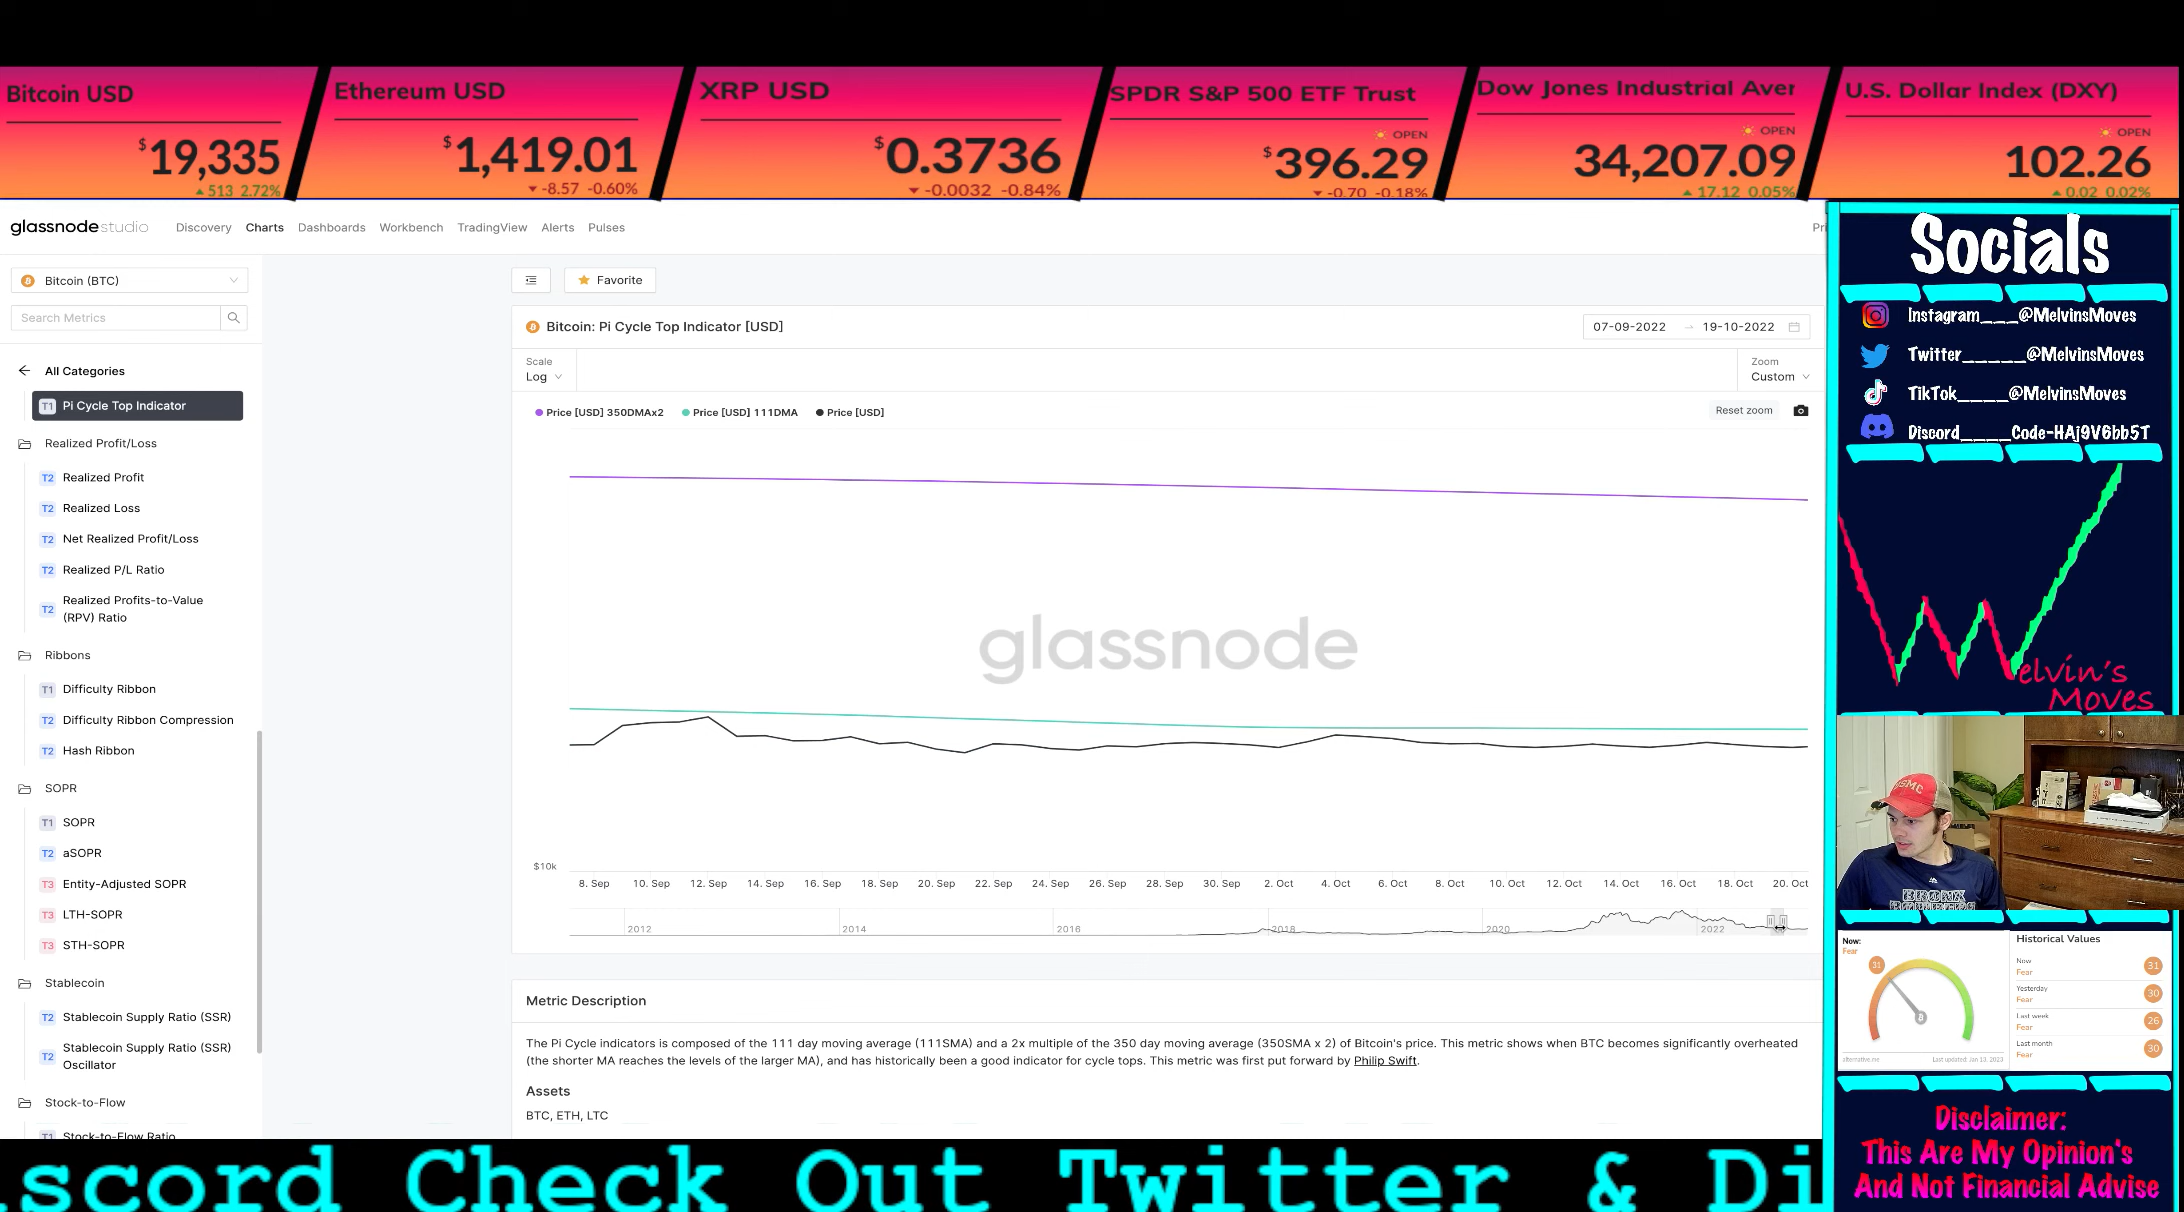 Bitcoin USD
$19,335
▲ 513 2.72%
Ethereum USD
$1,419.01
▼ -8.57 -0.60%
XRP USD
$0.3736
▼ -0.0032 -0.84%
SPDR S&P 500 ETF Trust
OPEN
$396.29
▼ -0.70 -0.18%
Dow Jones Industrial Aver
OPEN
34,207.09
▲ 17.12 0.05%
U.S. Dollar Index (DXY)
OPEN
102.26
▲ 0.02 0.02%
glassnode studio
Discovery
Charts
Dashboards
Workbench
TradingView
Alerts
Pulses
Pri
Bitcoin (BTC)
Search Metrics
All Categories
T1 Pi Cycle Top Indicator
Realized Profit/Loss
T2 Realized Profit
T2 Realized Loss
T2 Net Realized Profit/Loss
T2 Realized P/L Ratio
T2 Realized Profits-to-Value
(RPV) Ratio
Ribbons
T1 Difficulty Ribbon
T2 Difficulty Ribbon Compression
T2 Hash Ribbon
SOPR
T1 SOPR
T2 aSOPR
T3 Entity-Adjusted SOPR
T3 LTH-SOPR
T3 STH-SOPR
Stablecoin
T2 Stablecoin Supply Ratio (SSR)
T2 Stablecoin Supply Ratio (SSR)
Oscillator
Stock-to-Flow
T1 Stock-to-Flow Ratio
Favorite
Bitcoin: Pi Cycle Top Indicator [USD]
07-09-2022 → 19-10-2022
Scale
Log
Zoom
Custom
Price [USD] 350DMAx2
Price [USD] 111DMA
Price [USD]
Reset zoom
glassnode
$10k
8. Sep 10. Sep 12. Sep 14. Sep 16. Sep 18. Sep 20. Sep 22. Sep 24. Sep 26. Sep 28. Sep 30. Sep 2. Oct 4. Oct 6. Oct 8. Oct 10. Oct 12. Oct 14. Oct 16. Oct 18. Oct 20. Oct
2012 2014 2016 2018 2020 2022
Metric Description
The Pi Cycle indicators is composed of the 111 day moving average (111SMA) and a 2x multiple of the 350 day moving average (350SMA x 2) of Bitcoin's price. This metric shows when BTC becomes significantly overheated
(the shorter MA reaches the levels of the larger MA), and has historically been a good indicator for cycle tops. This metric was first put forward by Philip Swift.
Assets
BTC, ETH, LTC
Socials
Instagram___@MelvinsMoves
Twitter_____@MelvinsMoves
TikTok____@MelvinsMoves
Discord____Code-HAj9V6bb5T
Melvin's
Moves
USMC
BRONX
BOMBERS
Now:
Fear
31
alternative.me
Last updated: Jan 13, 2023
Historical Values
Now
Fear
31
Yesterday
Fear
30
Last week
Fear
26
Last month
Fear
30
Disclaimer:
This Are My Opinion's
And Not Financial Advise
iscord Check Out Twitter & Di